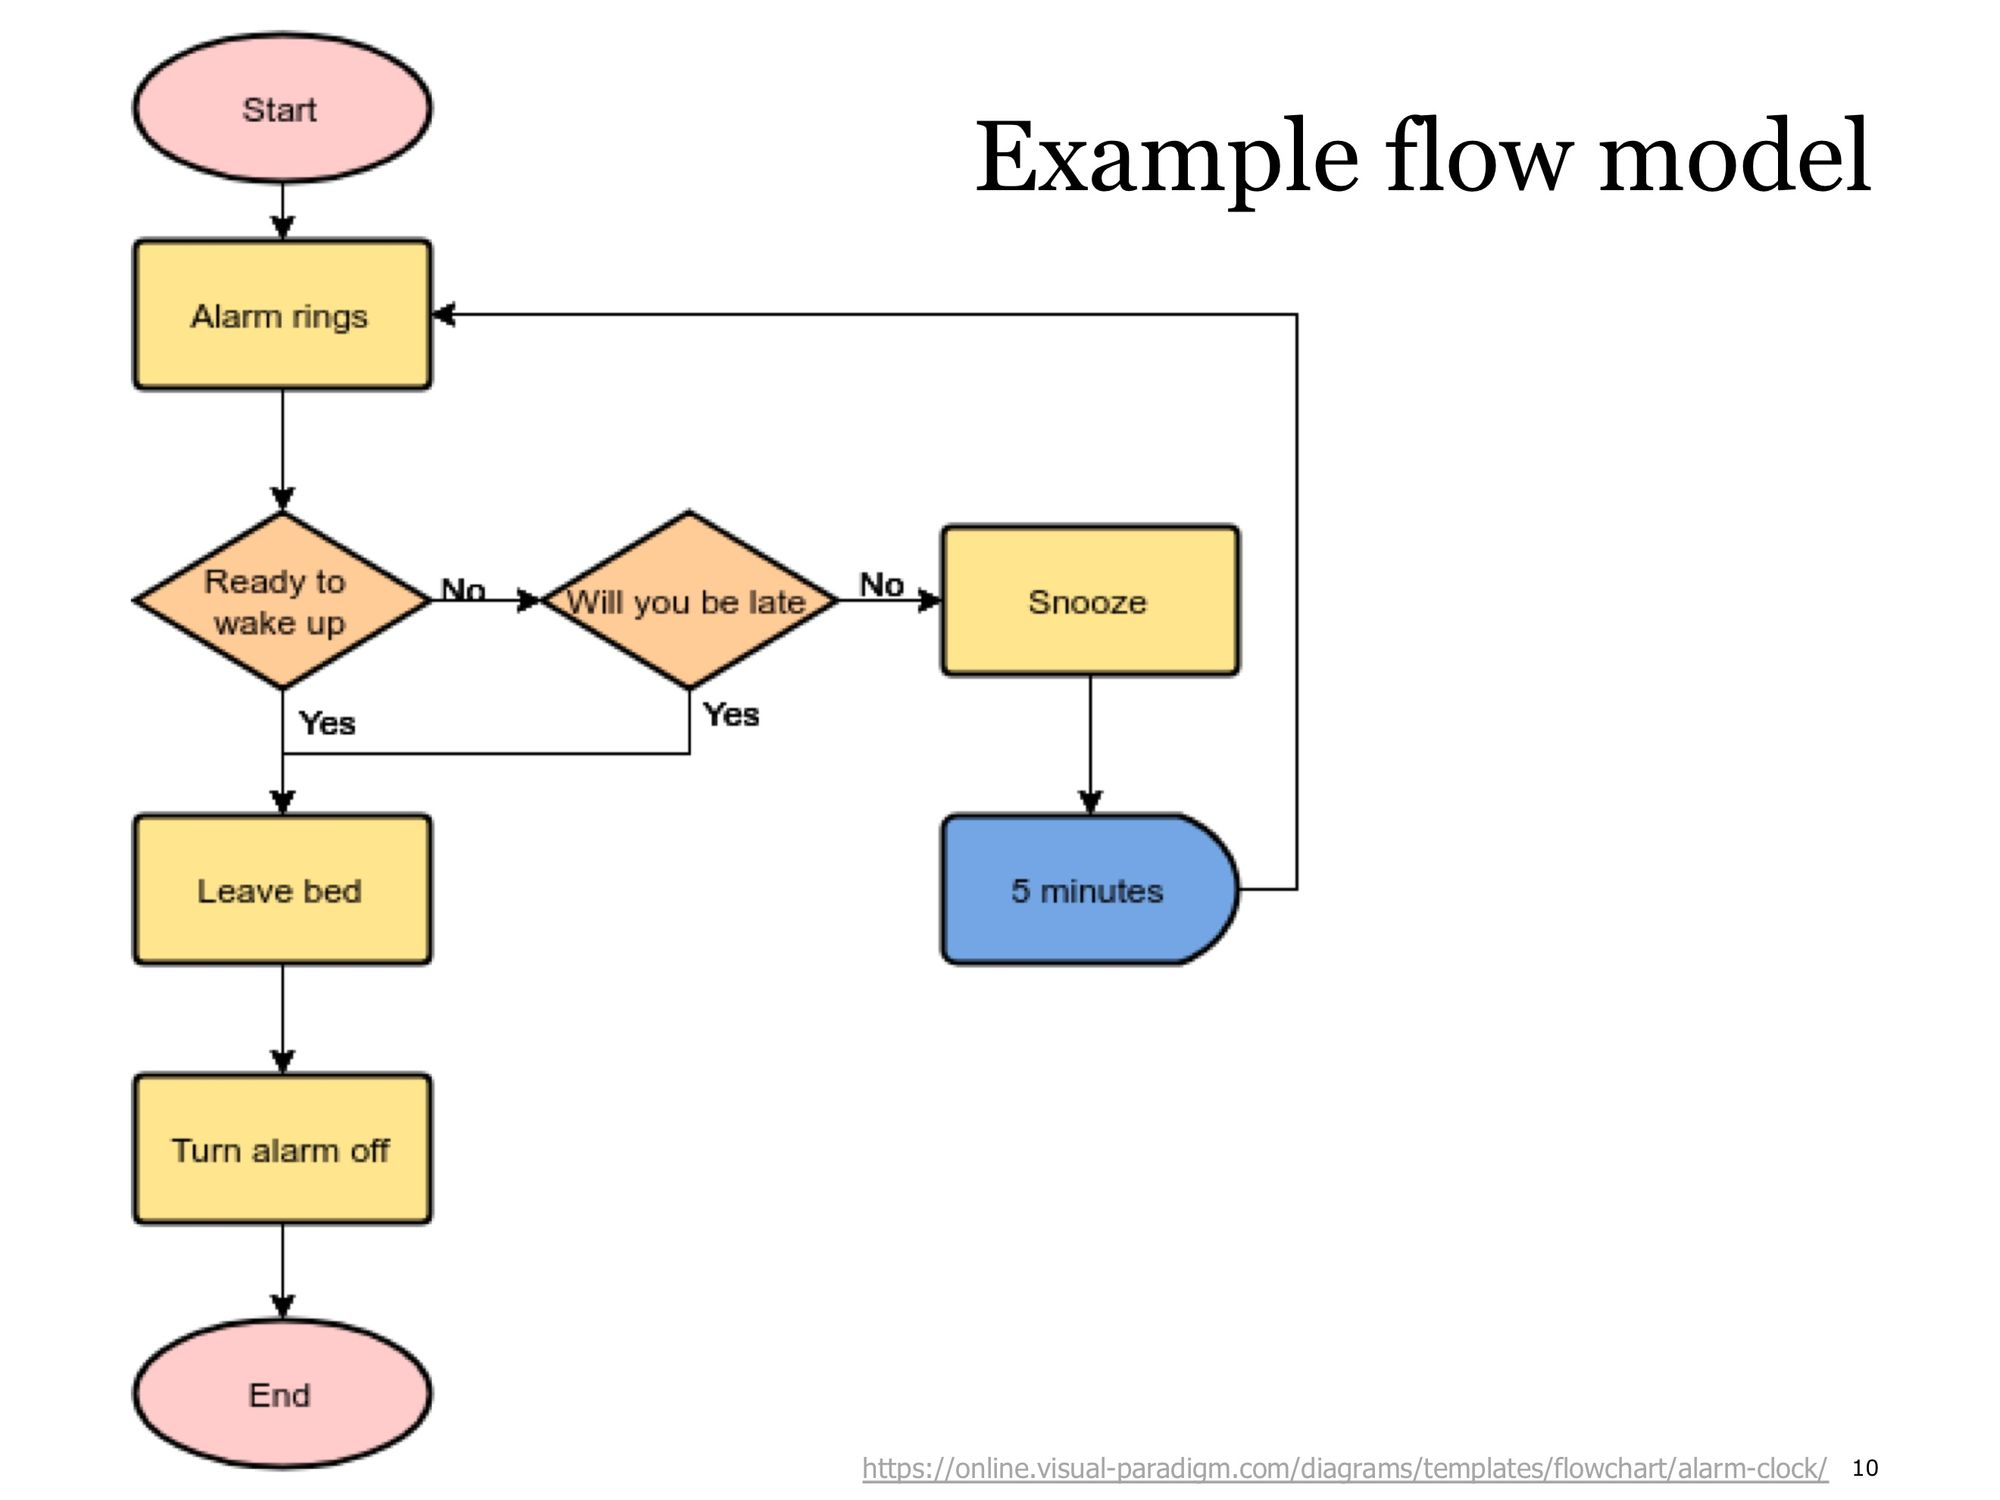 Start
Example flow model
Alarm rings
Ready to
wake up
No
Will you be late
No
Snooze
Yes
Yes
Leave bed
5 minutes
Turn alarm off
End
https://online.visual-paradigm.com/diagrams/templates/flowchart/alarm-clock/
10